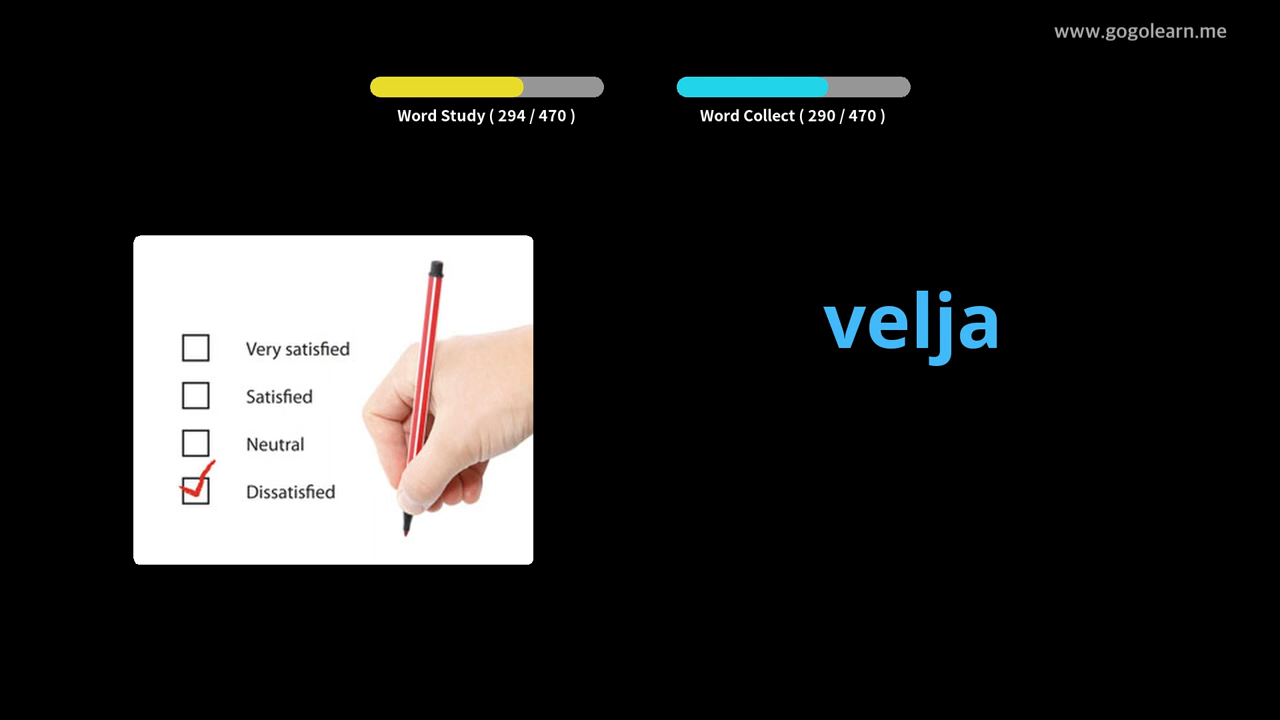 www.gogolearn.me
Word Study ( 294 / 470 )
Word Collect ( 290 / 470 )
velja
Very satisfied
Satisfied
Neutral
Dissatisfied